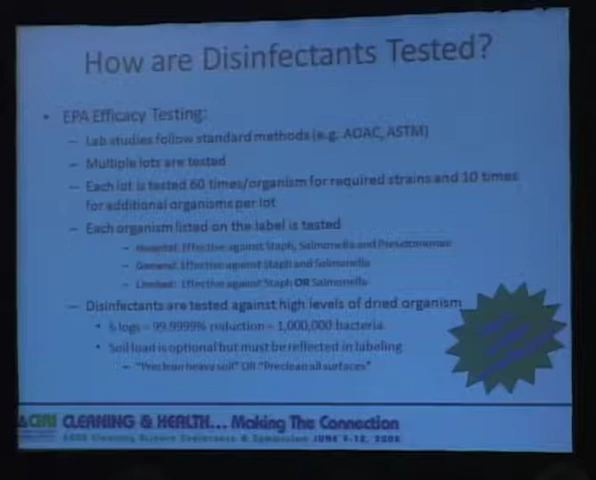 How are Disinfectants Tested?
• EPA Efficacy Testing:
– Lab studies follow standard methods (e.g. AOAC, ASTM)
– Multiple lots are tested
– Each lot is tested 60 times/organism for required strains and 10 times
for additional organisms per lot
– Each organism listed on the label is tested
– Hospital: Effective against Staph, Salmonella and Pseudomonas
– General: Effective against Staph and Salmonella
– Limited: Effective against Staph OR Salmonella
– Disinfectants are tested against high levels of dried organism
• 6 logs – 99.9999% reduction – 1,000,000 bacteria
• Soil load is optional but must be reflected in labeling
– "Preclean heavy soil" OR "Preclean all surfaces"
CLEANING & HEALTH... Making The Connection
Cleaning Science Conference & Symposium JUNE